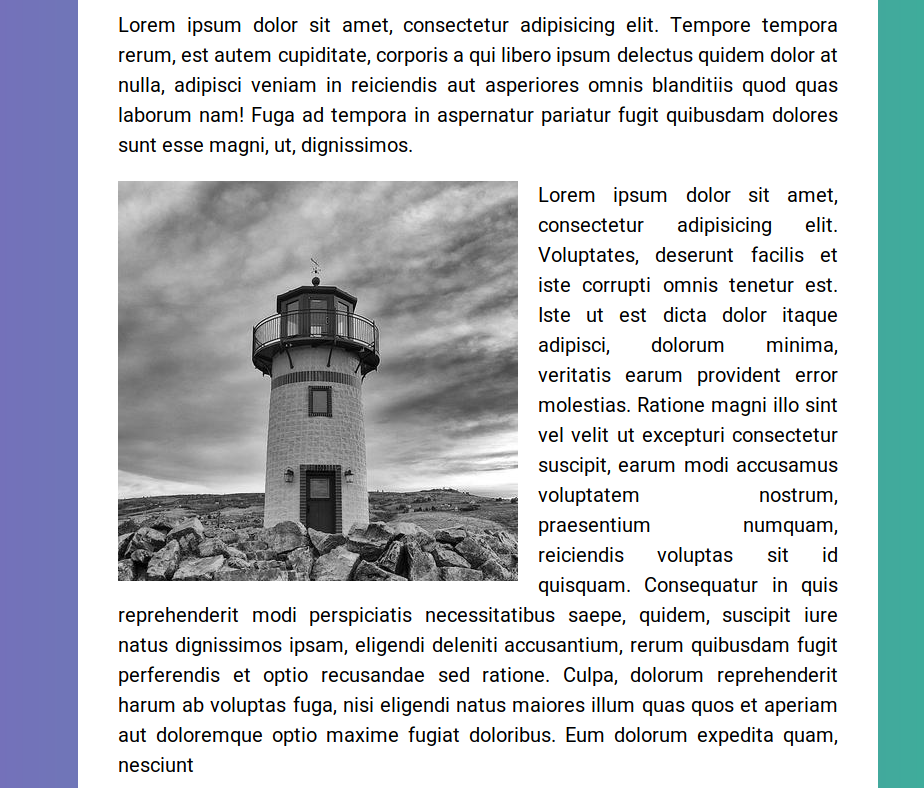 Lorem ipsum dolor sit amet, consectetur adipisicing elit. Tempore tempora
rerum, est autem cupiditate, corporis a qui libero ipsum delectus quidem dolor at
nulla, adipisci veniam in reiciendis aut asperiores omnis blanditiis quod quas
laborum nam! Fuga ad tempora in aspernatur pariatur fugit quibusdam dolores
sunt esse magni, ut, dignissimos.
Lorem ipsum dolor sit amet,
consectetur adipisicing elit.
Voluptates, deserunt facilis et
iste corrupti omnis tenetur est.
Iste ut est dicta dolor itaque
adipisci, dolorum minima,
veritatis earum provident error
molestias. Ratione magni illo sint
vel velit ut excepturi consectetur
suscipit, earum modi accusamus
voluptatem nostrum,
praesentium numquam,
reiciendis voluptas sit id
quisquam. Consequatur in quis
reprehenderit modi perspiciatis necessitatibus saepe, quidem, suscipit iure
natus dignissimos ipsam, eligendi deleniti accusantium, rerum quibusdam fugit
perferendis et optio recusandae sed ratione. Culpa, dolorum reprehenderit
harum ab voluptas fuga, nisi eligendi natus maiores illum quas quos et aperiam
aut doloremque optio maxime fugiat doloribus. Eum dolorum expedita quam,
nesciunt